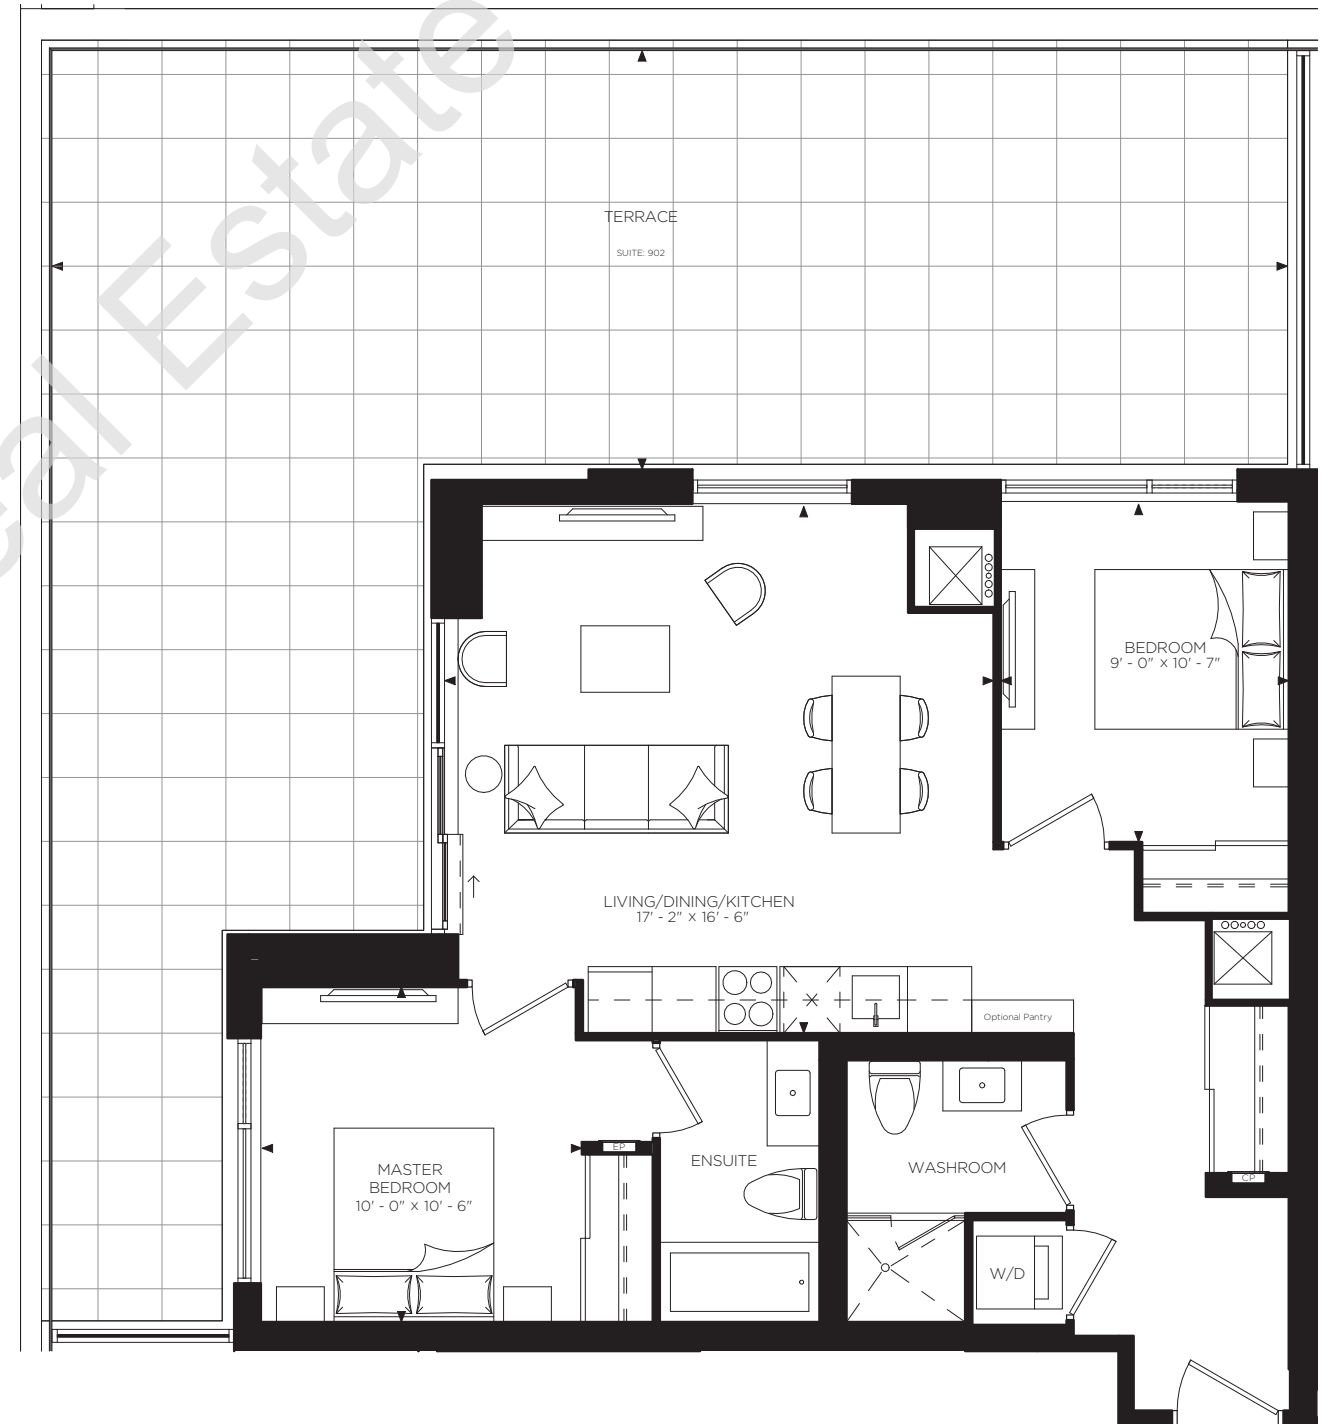 Real Estate
TERRACE
SUITE: 902
BEDROOM
9' - 0" x 10' - 7"
LIVING/DINING/KITCHEN
17' - 2" x 16' - 6"
Optional Pantry
EP
MASTER
BEDROOM
10' - 0" x 10' - 6"
ENSUITE
WASHROOM
CP
W/D